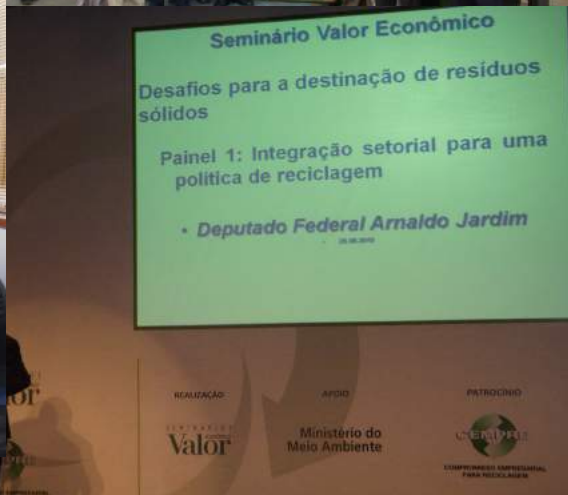 Seminário Valor Econômico
Desafios para a destinação de resíduos
sólidos
Painel 1: Integração setorial para uma
política de reciclagem
• Deputado Federal Arnaldo Jardim
REALIZAÇÃO
APOIO
PATROCÍNIO
SEMINÁRIOS
Valor
Ministério do
Meio Ambiente
CEMPRE
COMPROMISSO EMPRESARIAL
PARA RECICLAGEM